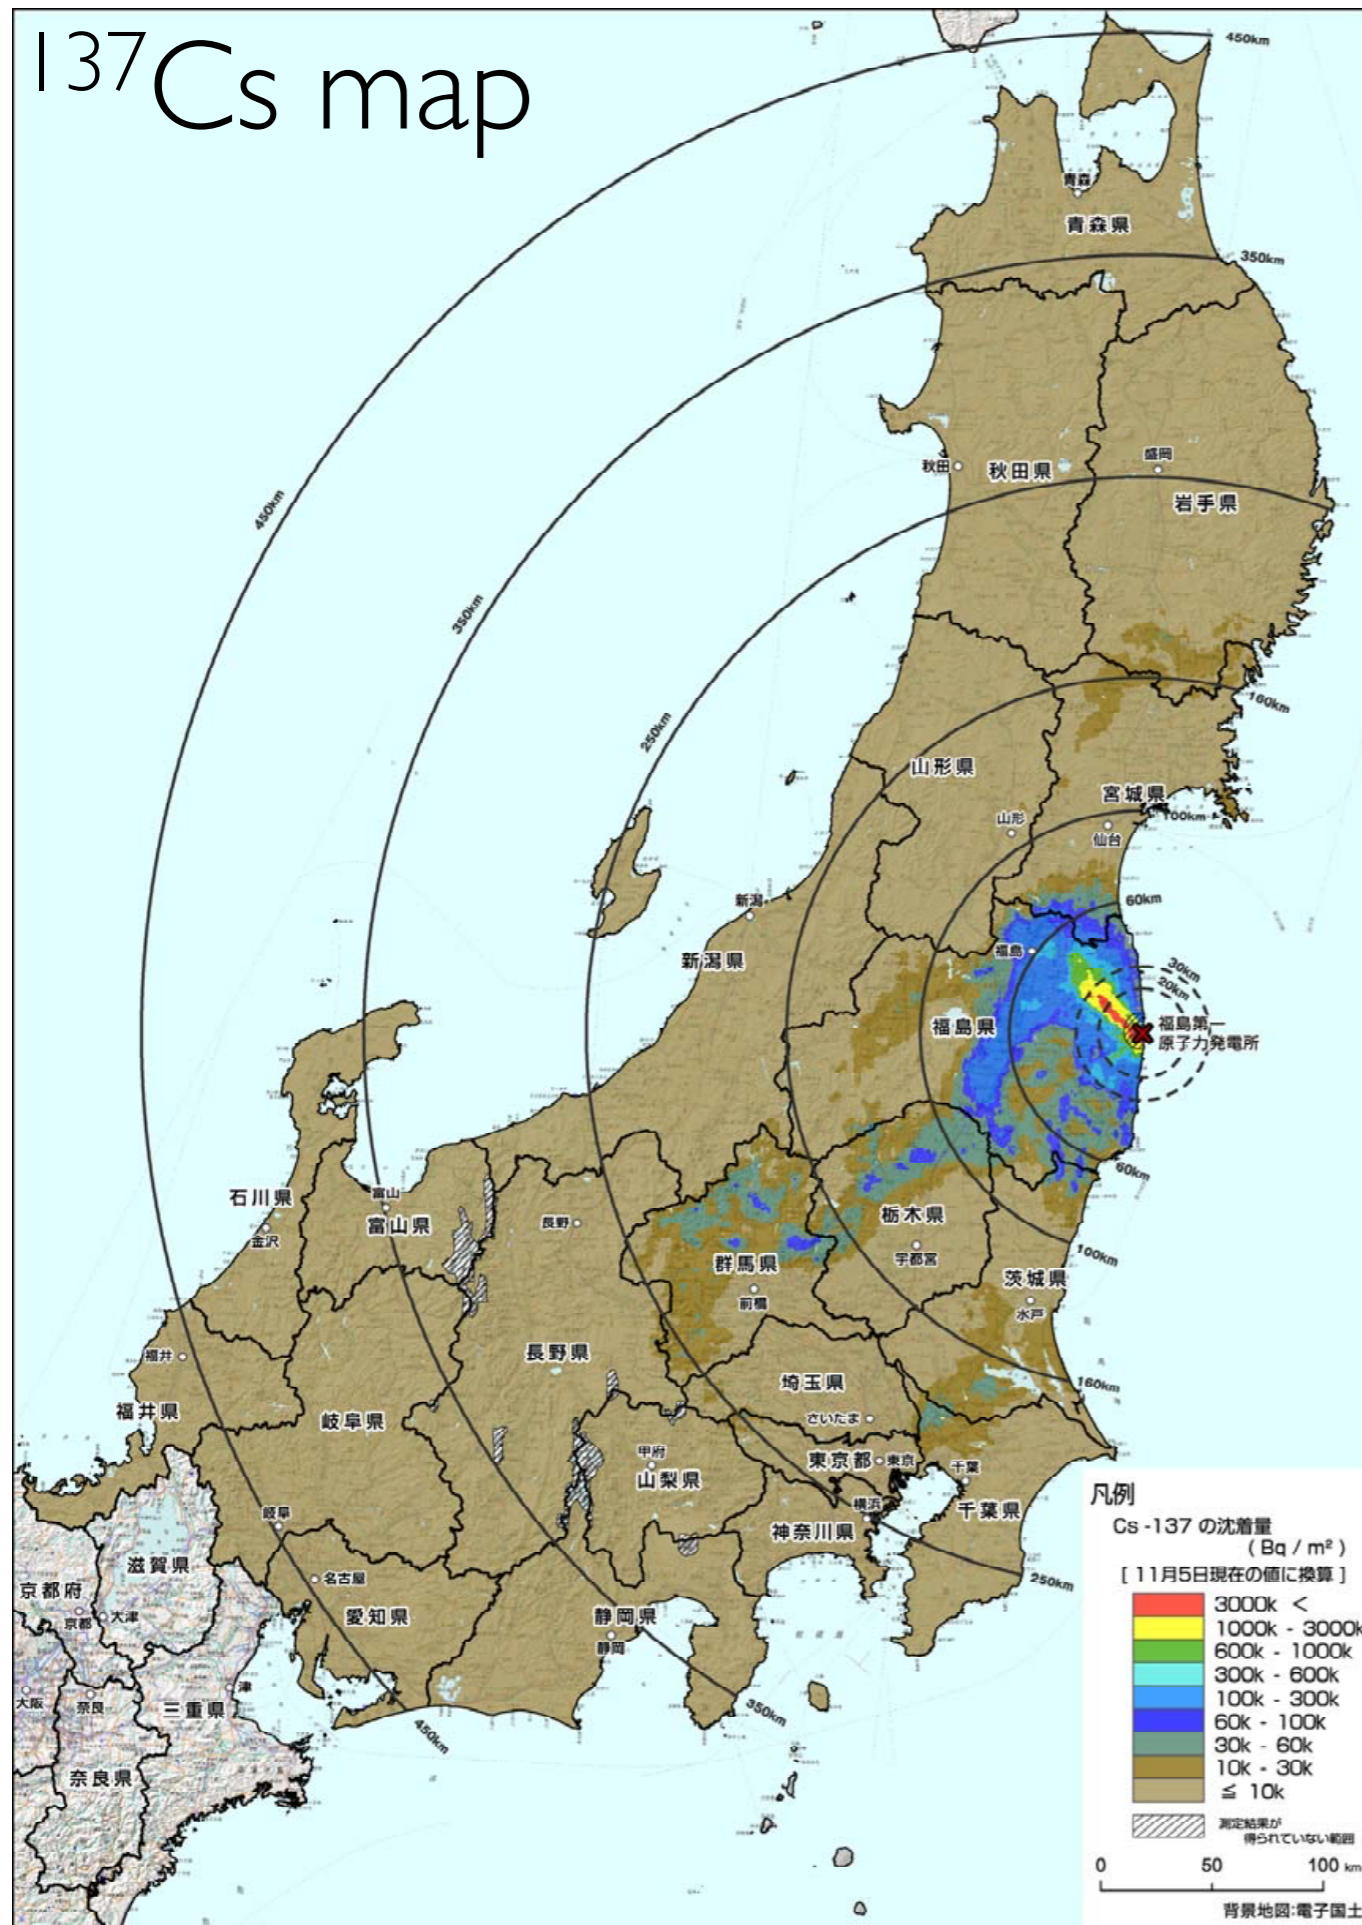 137Cs map
450km
青森
青森県
350km
秋田
秋田県
盛岡
岩手県
450km
350km
250km
160km
山形県
宮城県
山形
100km
仙台
新潟
60km
新潟県
福島
30km
20km
福島県
福島第一
原子力発電所
60km
石川県
富山
金沢
富山県
長野
栃木県
100km
群馬県
宇都宮
茨城県
前橋
水戸
福井
長野県
160km
埼玉県
福井県
岐阜県
さいたま
甲府
東京都
東京
山梨県
千葉
横浜
千葉県
岐阜
神奈川県
滋賀県
名古屋
250km
京都府
京都
大津
愛知県
静岡県
静岡
大阪
奈良
津
三重県
350km
450km
奈良県
凡例
Cs -137 の沈着量
( Bq / m² )
[ 11月5日現在の値に換算 ]
3000k <
1000k - 3000k
600k - 1000k
300k - 600k
100k - 300k
60k - 100k
30k - 60k
10k - 30k
≦ 10k
測定結果が
得られていない範囲
0 50 100 km
背景地図:電子国土